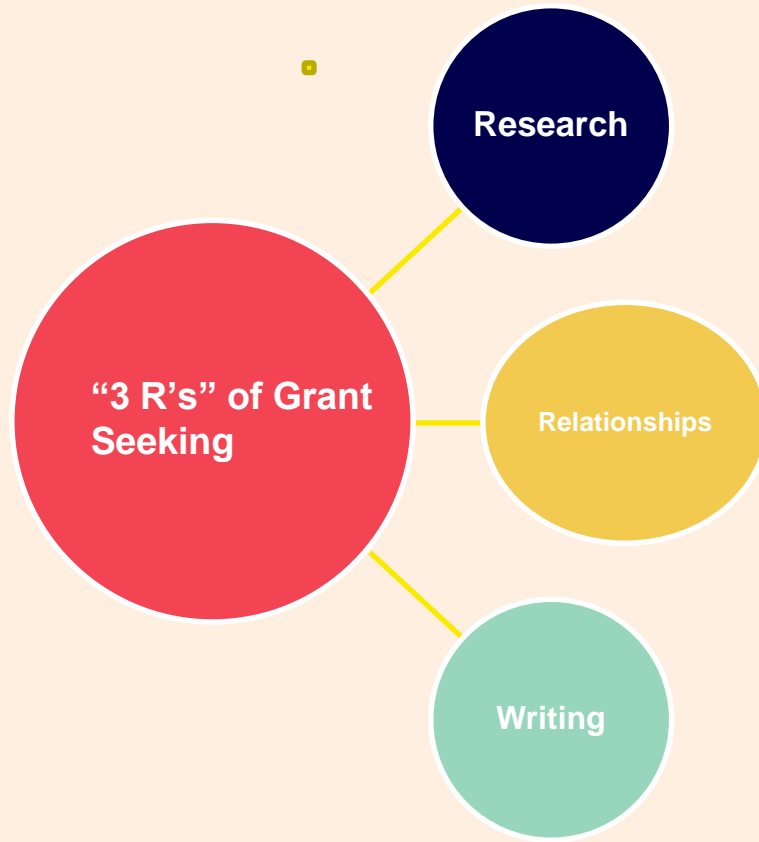 Research
“3 R’s” of Grant
Seeking
Relationships
Writing